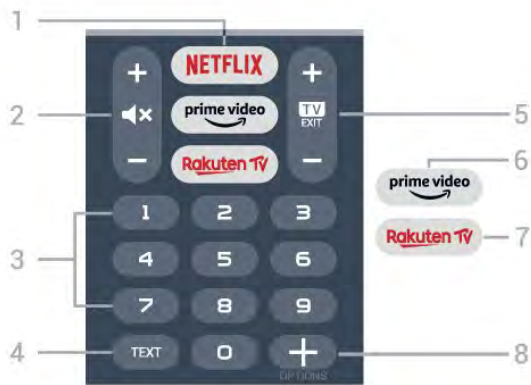 1
NETFLIX
+ +
2
prime video
TV
EXIT
5
6
- -
Rakuten TV
prime video
1 2 3
Rakuten TV
7
3
4 5 6
7 8 9
4
TEXT 0 +
8
OPTIONS